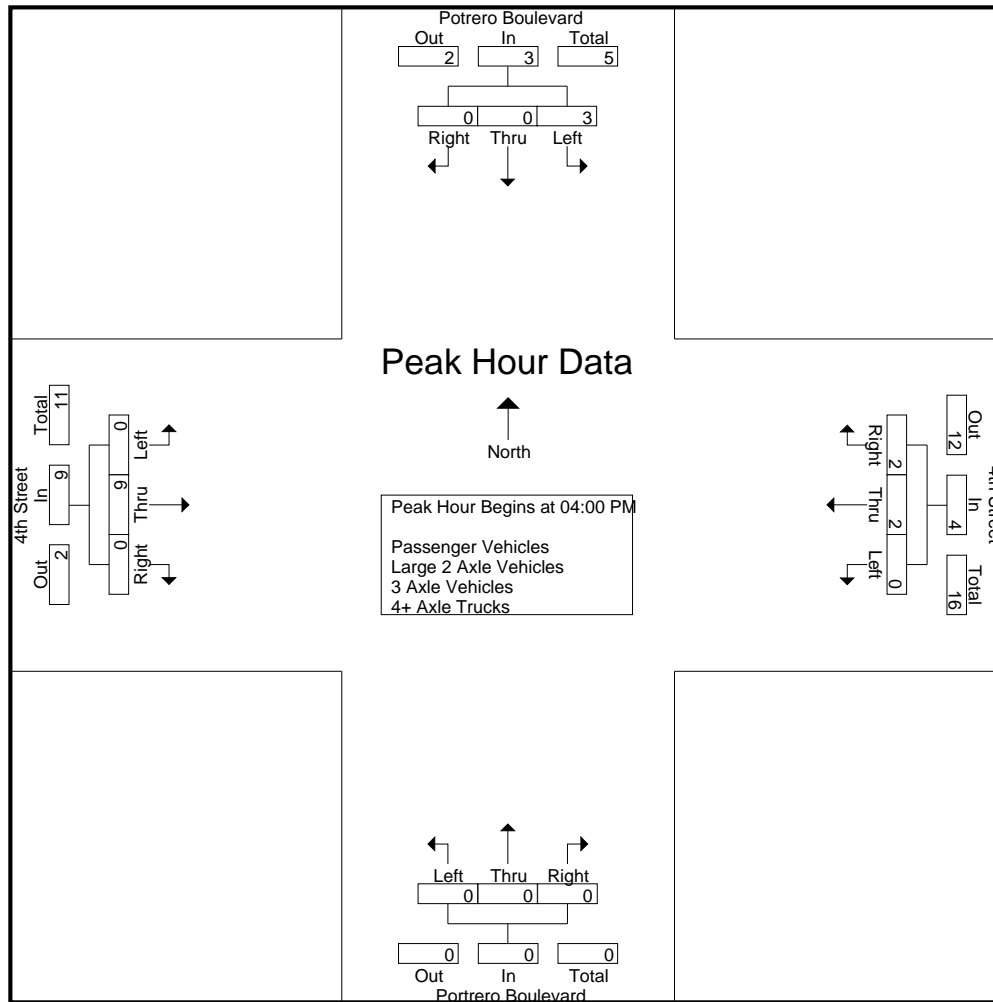 Potrero Boulevard
Out In Total
2 3 5
0 0 3
Right Thru Left
Peak Hour Data
North
Peak Hour Begins at 04:00 PM
Passenger Vehicles
Large 2 Axle Vehicles
3 Axle Vehicles
4+ Axle Trucks
4th Street
Out In Total
2 9 11
0 9 0
Left Thru Right
4th Street
Out In Total
12 4 16
2 2 0
Right Thru Left
Left Thru Right
0 0 0
0 0 0
Out In Total
Portrero Boulevard